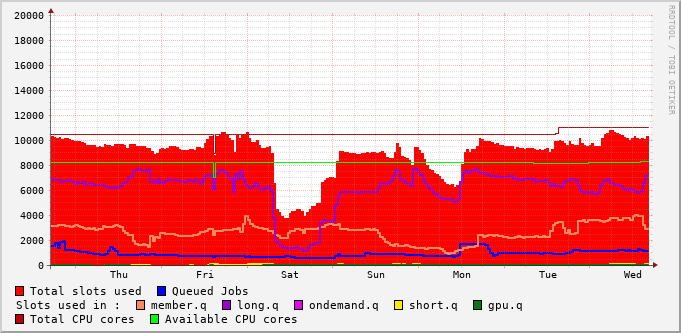 RRDTOOL / TOBI OETIKER
20000
18000
16000
14000
12000
10000
8000
6000
4000
2000
0
Thu Fri Sat Sun Mon Tue Wed
Total slots used Queued Jobs
Slots used in : member.q long.q ondemand.q short.q gpu.q
Total CPU cores Available CPU cores